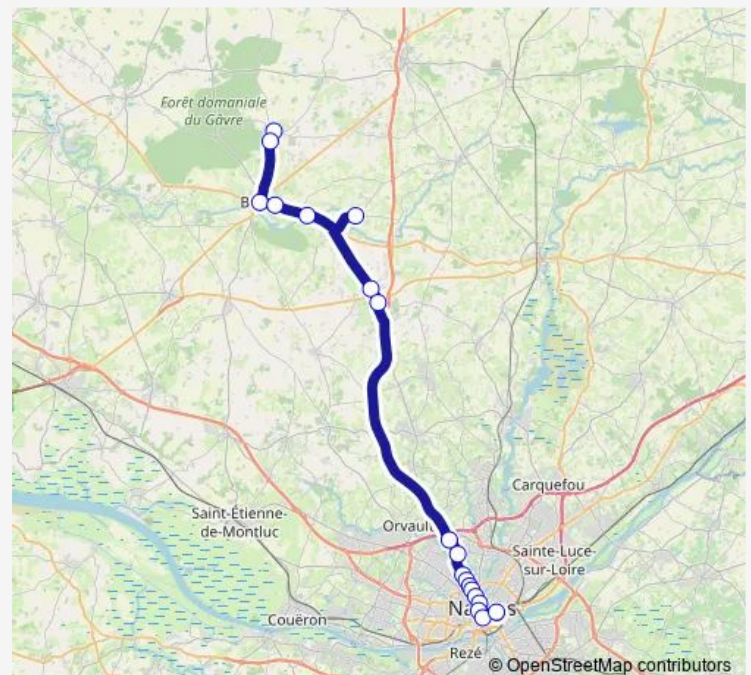 Forêt domaniale
du Gâvre
B
Carquefou
Saint-Étienne-
de-Montluc
Orvault
Sainte-Luce-
sur-Loire
Couëron
Rezé
© OpenStreetMap contributors